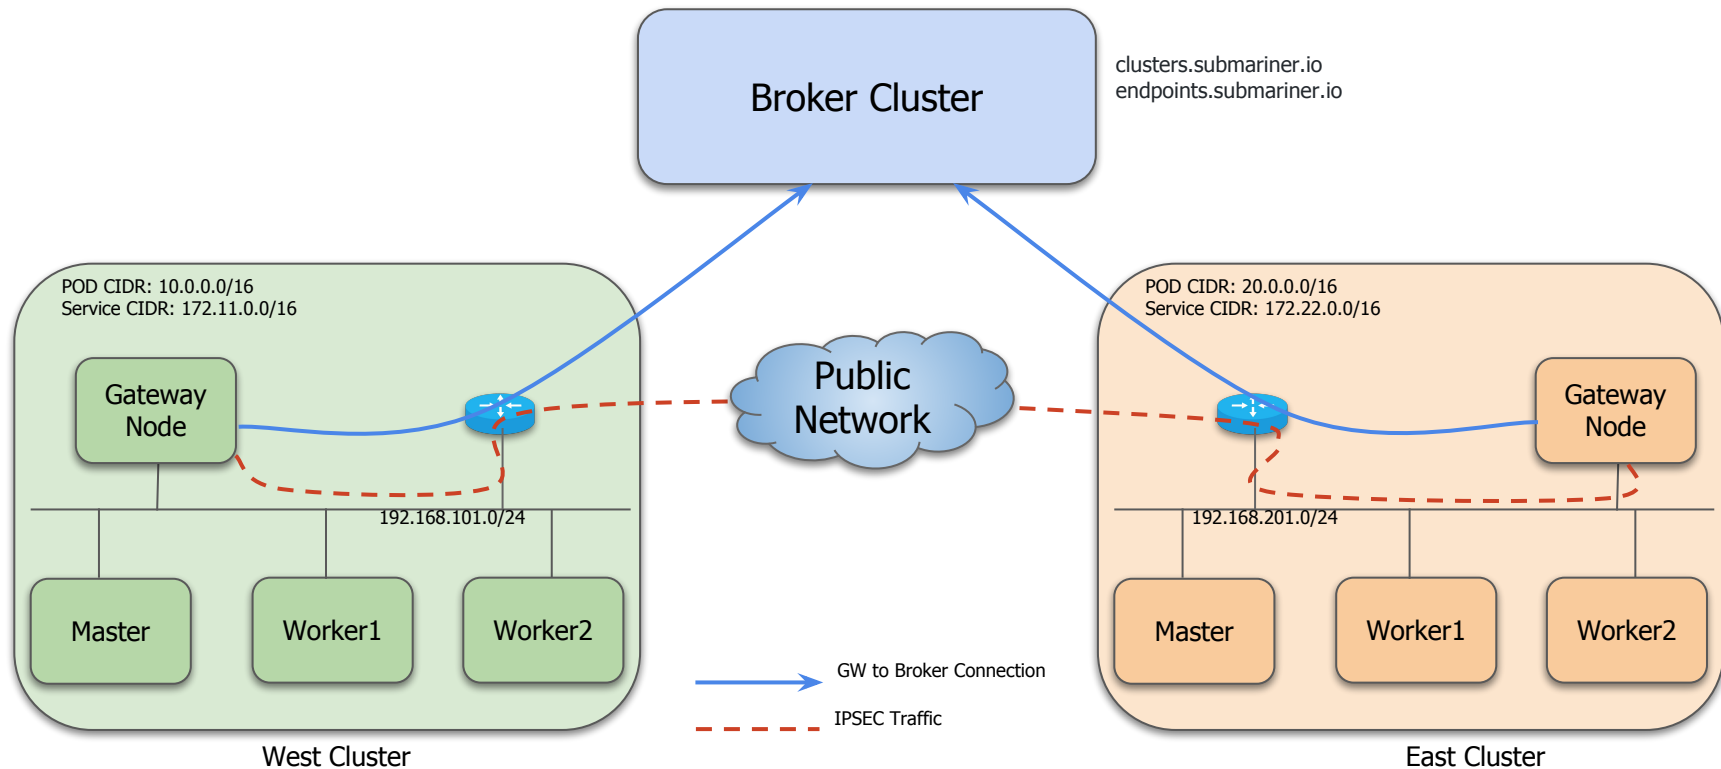 Broker Cluster
clusters.submariner.io
endpoints.submariner.io
POD CIDR: 10.0.0.0/16
Service CIDR: 172.11.0.0/16
Gateway
Node
192.168.101.0/24
Master
Worker1
Worker2
West Cluster
Public
Network
POD CIDR: 20.0.0.0/16
Service CIDR: 172.22.0.0/16
Gateway
Node
192.168.201.0/24
Master
Worker1
Worker2
East Cluster
GW to Broker Connection
IPSEC Traffic